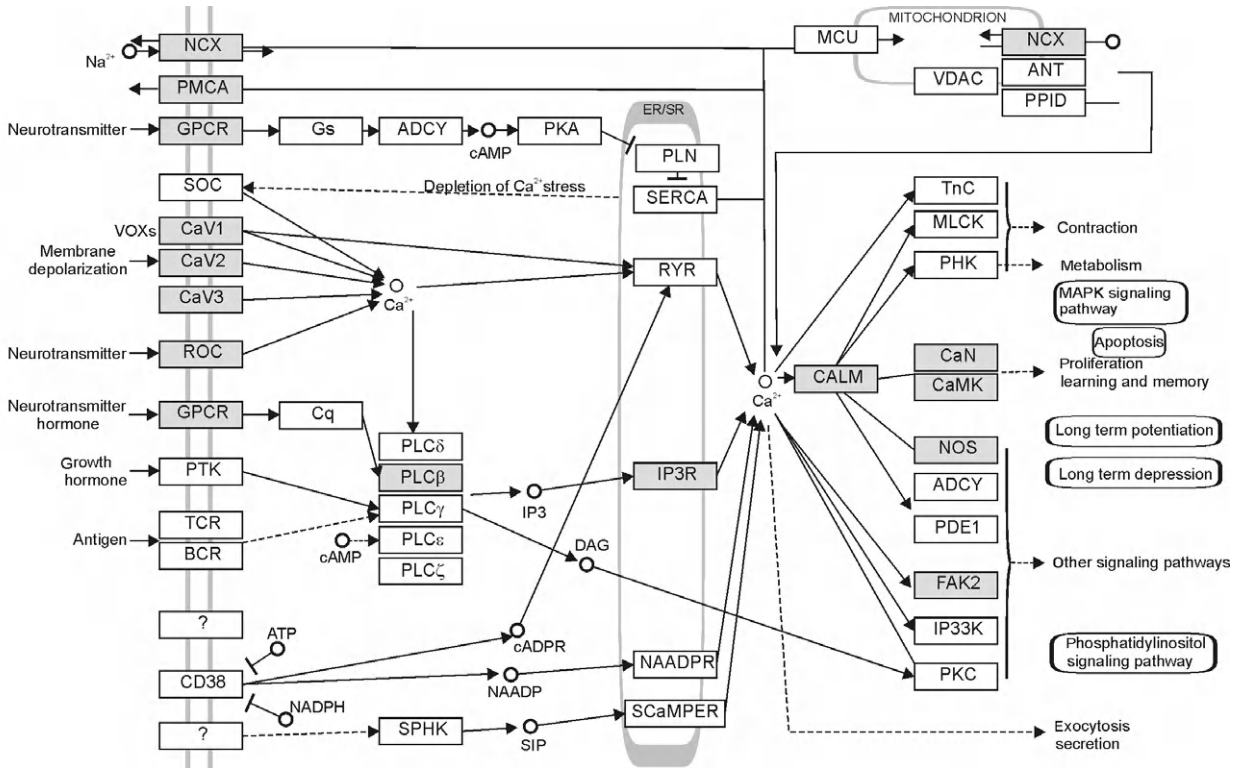 MITOCHONDRION
NCX
MCU
NCX
Na²⁺
VDAC
ANT
PMCA
PPID
ER/SR
Neurotransmitter
GPCR
Gs
ADCY
cAMP
PKA
PLN
SOC
Depletion of Ca²⁺stress
SERCA
TnC
VOXs
CaV1
MLCK
Contraction
Membrane
depolarization
CaV2
RYR
PHK
Metabolism
CaV3
Ca²⁺
MAPK signaling
pathway
Apoptosis
Neurotransmitter
ROC
CaN
CALM
CaMK
Proliferation
learning and memory
Ca²⁺
Neurotransmitter
hormone
GPCR
Cq
Long term potentiation
PLCδ
NOS
Growth
hormone
PTK
PLCβ
IP3R
Long term depression
ADCY
PLCγ
IP3
TCR
PDE1
Antigen
BCR
cAMP
PLCε
DAG
Other signaling pathways
PLCζ
FAK2
?
ATP
cADPR
IP33K
Phosphatidylinositol
signaling pathway
CD38
NAADP
NAADPR
PKC
NADPH
SCaMPER
?
SPHK
SIP
Exocytosis
secretion